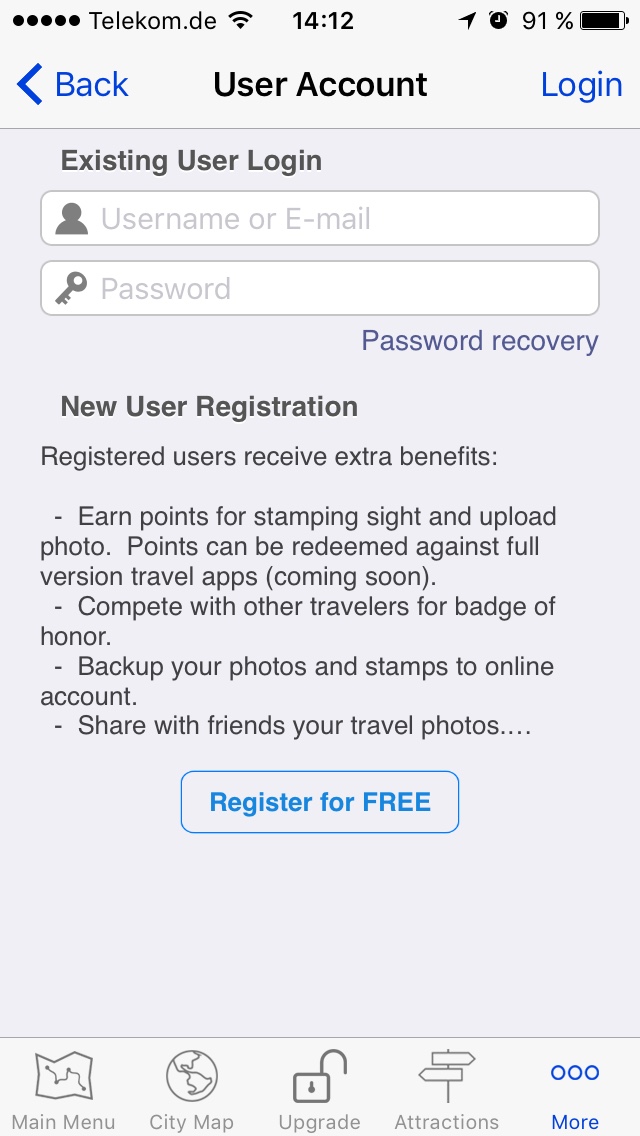 Telekom.de 14:12 91 %
Back User Account Login
Existing User Login
Username or E-mail
Password
Password recovery
New User Registration
Registered users receive extra benefits:
- Earn points for stamping sight and upload
photo. Points can be redeemed against full
version travel apps (coming soon).
- Compete with other travelers for badge of
honor.
- Backup your photos and stamps to online
account.
- Share with friends your travel photos....
Register for FREE
Main Menu City Map Upgrade Attractions More